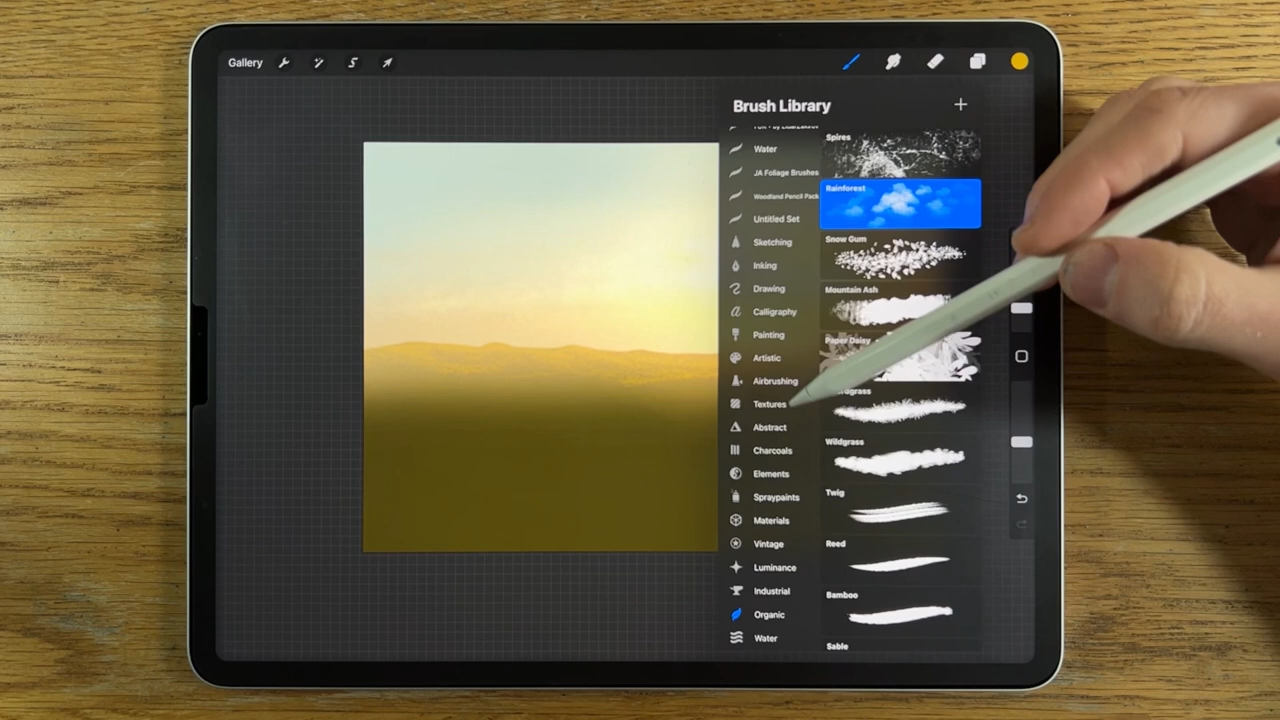 Gallery
Brush Library
Water
JA Foliage Brushes
Woodland Pencil Pack
Untitled Set
Sketching
Inking
Drawing
Calligraphy
Painting
Artistic
Airbrushing
Textures
Abstract
Charcoals
Elements
Spraypaints
Materials
Vintage
Luminance
Industrial
Organic
Water
Spires
Rainforest
Snow Gum
Mountain Ash
Paper Daisy
Wildgrass
Twig
Reed
Bamboo
Sable